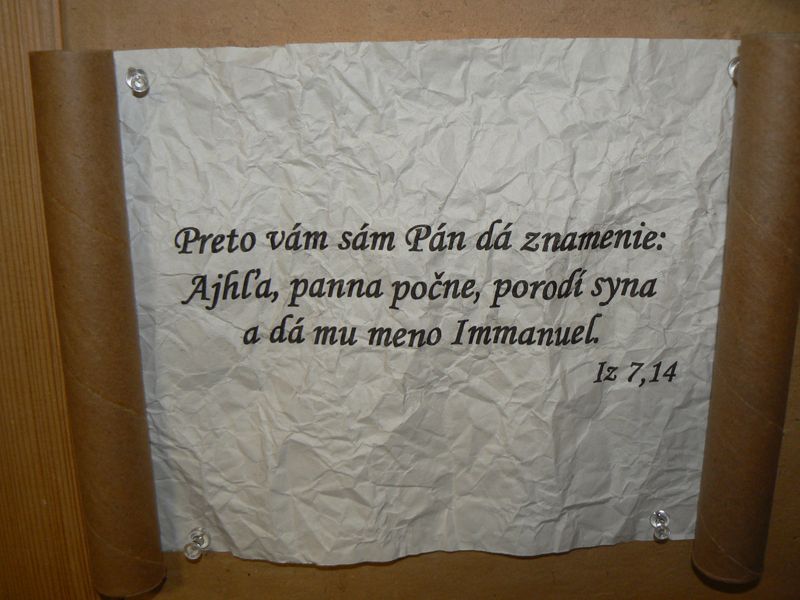 Preto vám sám Pán dá znamenie:
Ajhľa, panna počne, porodí syna
a dá mu meno Immanuel.
Iz 7,14